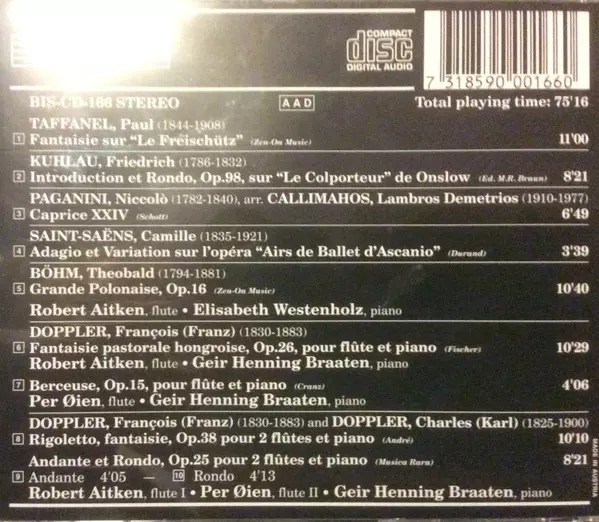 COMPACT
disc
DIGITAL AUDIO
7 318590 001660
BIS-CD-166 STEREO AAD Total playing time: 75'16
TAFFANEL, Paul (1844-1908)
1 Fantaisie sur "Le Freischütz" (Zen-On Music) 11'00
KUHLAU, Friedrich (1786-1832)
2 Introduction et Rondo, Op.98, sur "Le Colporteur" de Onslow (Ed. M.R. Braun) 8'21
PAGANINI, Niccolò (1782-1840), arr. CALLIMAHOS, Lambros Demetrios (1910-1977)
3 Caprice XXIV (Schott) 6'49
SAINT-SAËNS, Camille (1835-1921)
4 Adagio et Variation sur l'opéra "Airs de Ballet d'Ascanio" (Durand) 3'39
BÖHM, Theobald (1794-1881)
5 Grande Polonaise, Op.16 (Zen-On Music) 10'40
Robert Aitken, flute • Elisabeth Westenholz, piano
DOPPLER, François (Franz) (1830-1883)
6 Fantaisie pastorale hongroise, Op.26, pour flûte et piano (Fischer) 10'29
Robert Aitken, flute • Geir Henning Braaten, piano
7 Berceuse, Op.15, pour flûte et piano (Cranz) 4'06
Per Øien, flute • Geir Henning Braaten, piano
DOPPLER, François (Franz) (1830-1883) and DOPPLER, Charles (Karl) (1825-1900)
8 Rigoletto, fantaisie, Op.38 pour 2 flûtes et piano (André) 10'10
Andante et Rondo, Op.25 pour 2 flûtes et piano (Musica Rara) 8'21
9 Andante 4'05 — 10 Rondo 4'13
Robert Aitken, flute I • Per Øien, flute II • Geir Henning Braaten, piano
MADE IN AUSTRIA